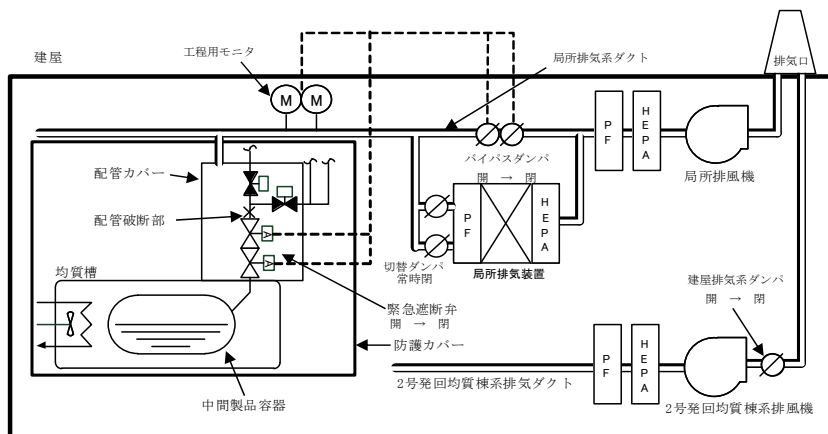 建屋
工程用モニタ
局所排気系ダクト
排気口
M
M
P
F
H
E
P
A
バイパスダンパ
開 → 閉
局所排風機
配管カバー
配管破断部
P
F
H
E
P
A
A
A
切替ダンパ
常時閉
局所排気装置
均質槽
緊急遮断弁
開 → 閉
防護カバー
建屋排気系ダンパ
開 → 閉
P
F
H
E
P
A
2号発回均質棟系排気ダクト
2号発回均質棟系排風機
中間製品容器